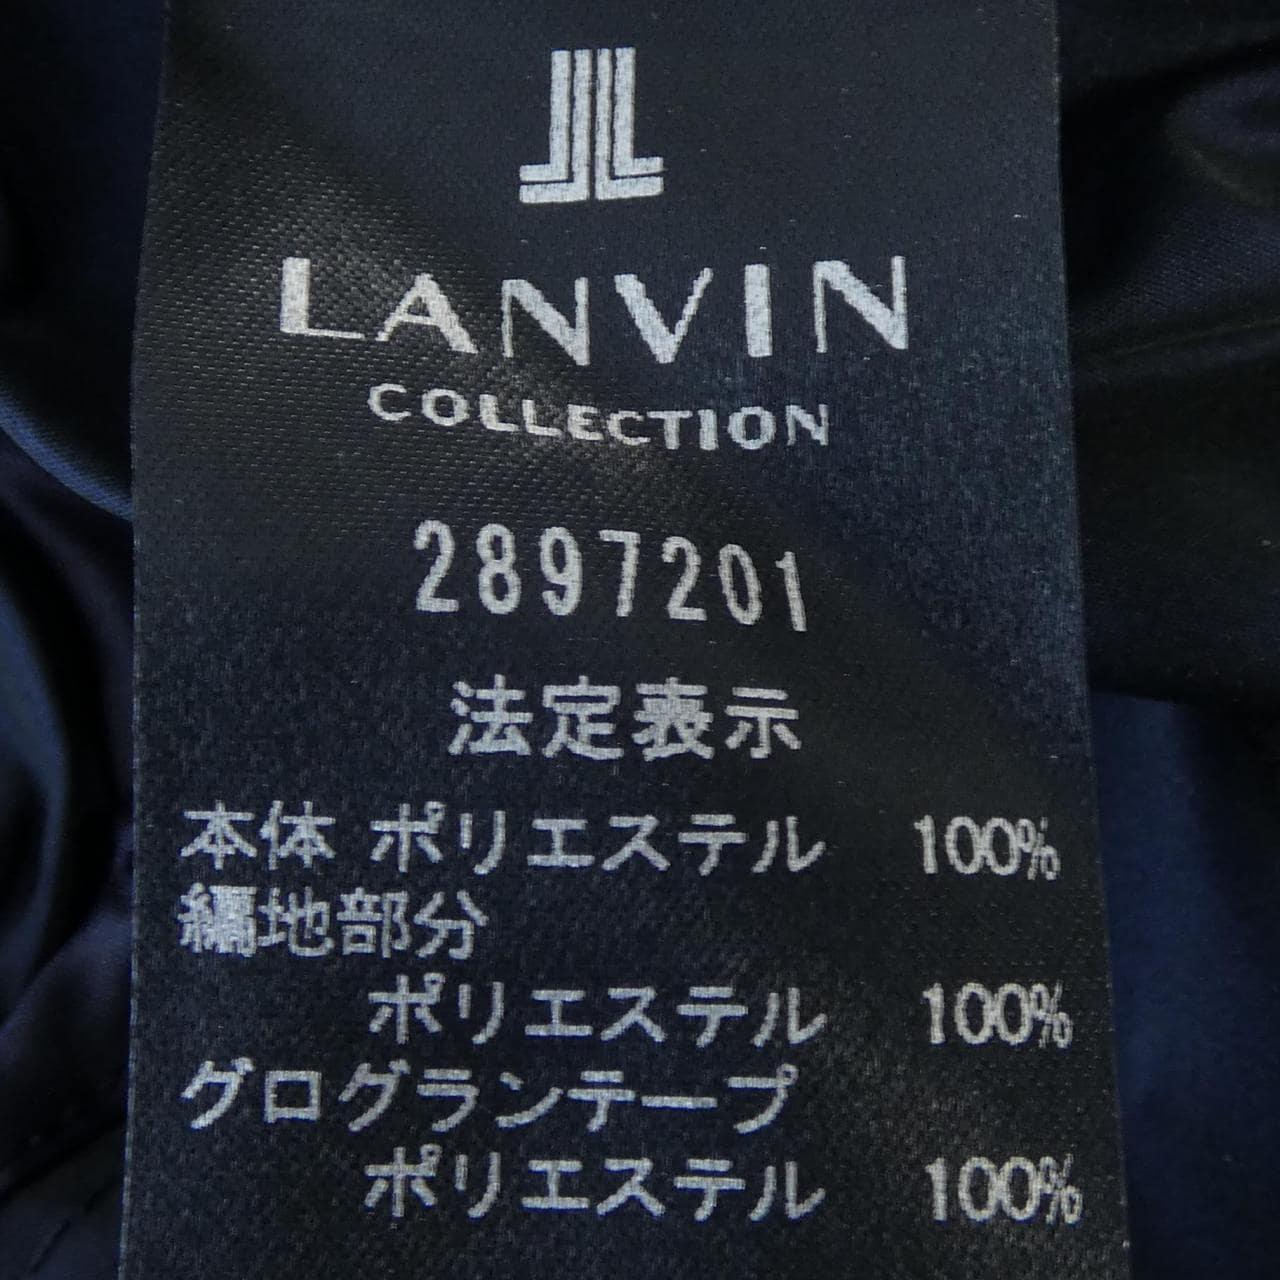 LANVIN
COLLECTION
2897201
法定表示
本体 ポリエステル 100%
編地部分
ポリエステル 100%
グログランテープ
ポリエステル 100%